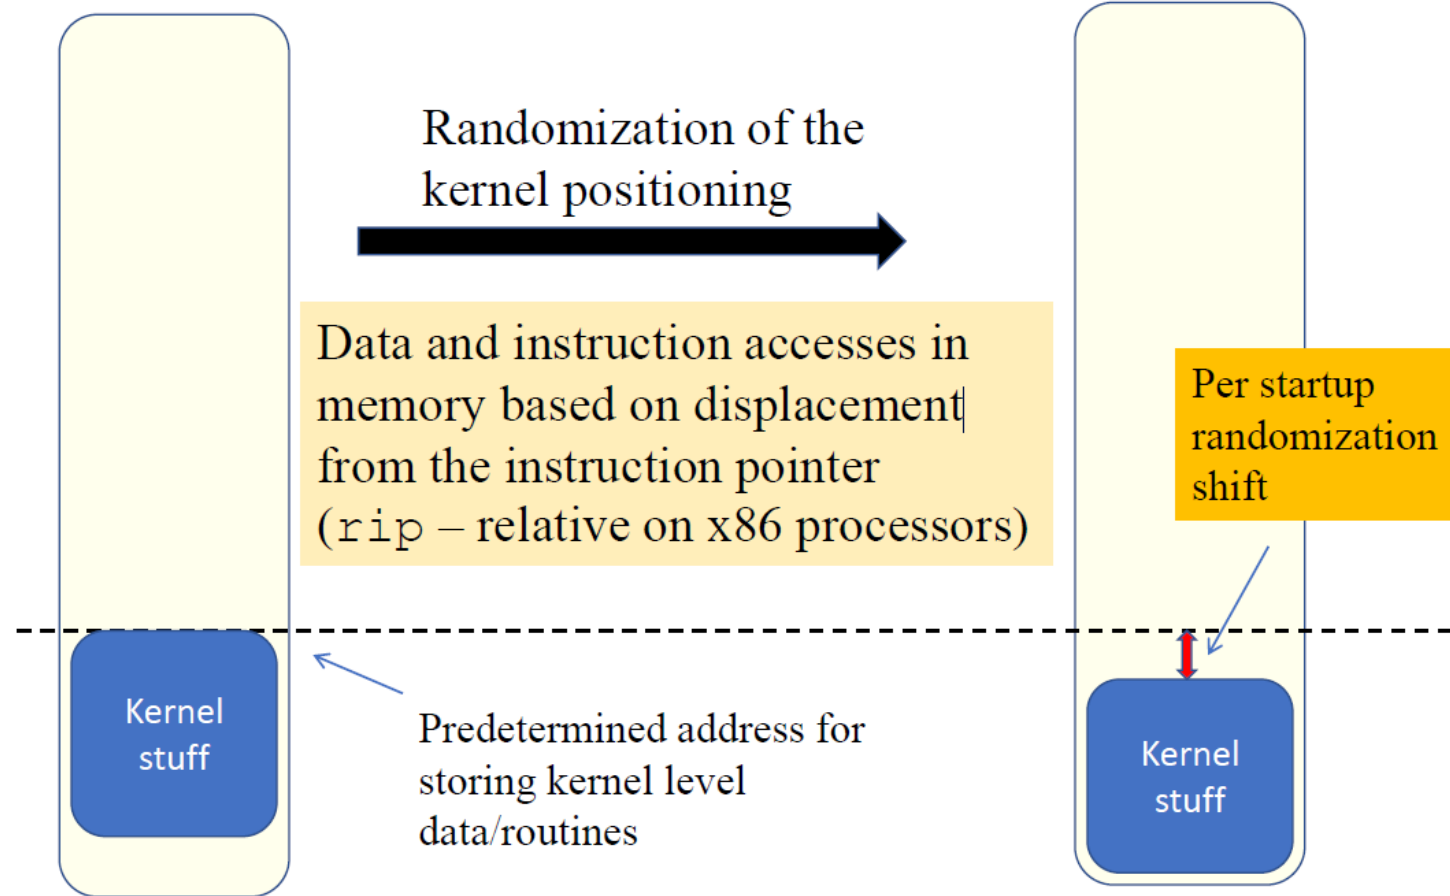 Randomization of the
kernel positioning
Data and instruction accesses in
memory based on displacement
from the instruction pointer
(rip – relative on x86 processors)
Per startup
randomization
shift
Kernel
stuff
Predetermined address for
storing kernel level
data/routines
Kernel
stuff